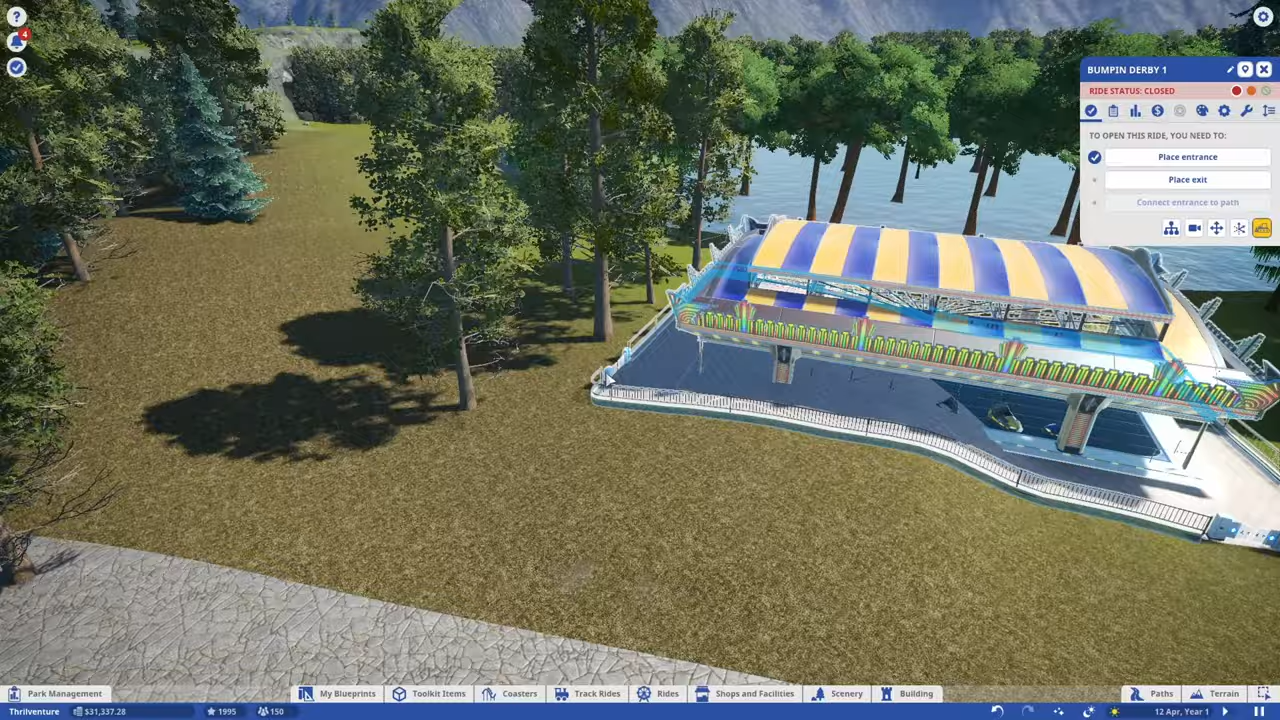 ?
4
BUMPIN DERBY 1
RIDE STATUS: CLOSED
TO OPEN THIS RIDE, YOU NEED TO:
Place entrance
Place exit
Connect entrance to path
Park Management
My Blueprints
Toolkit Items
Coasters
Track Rides
Rides
Shops and Facilities
Scenery
Building
Paths
Terrain
Thrilventure
$31,337.28
1995
150
12 Apr, Year 1